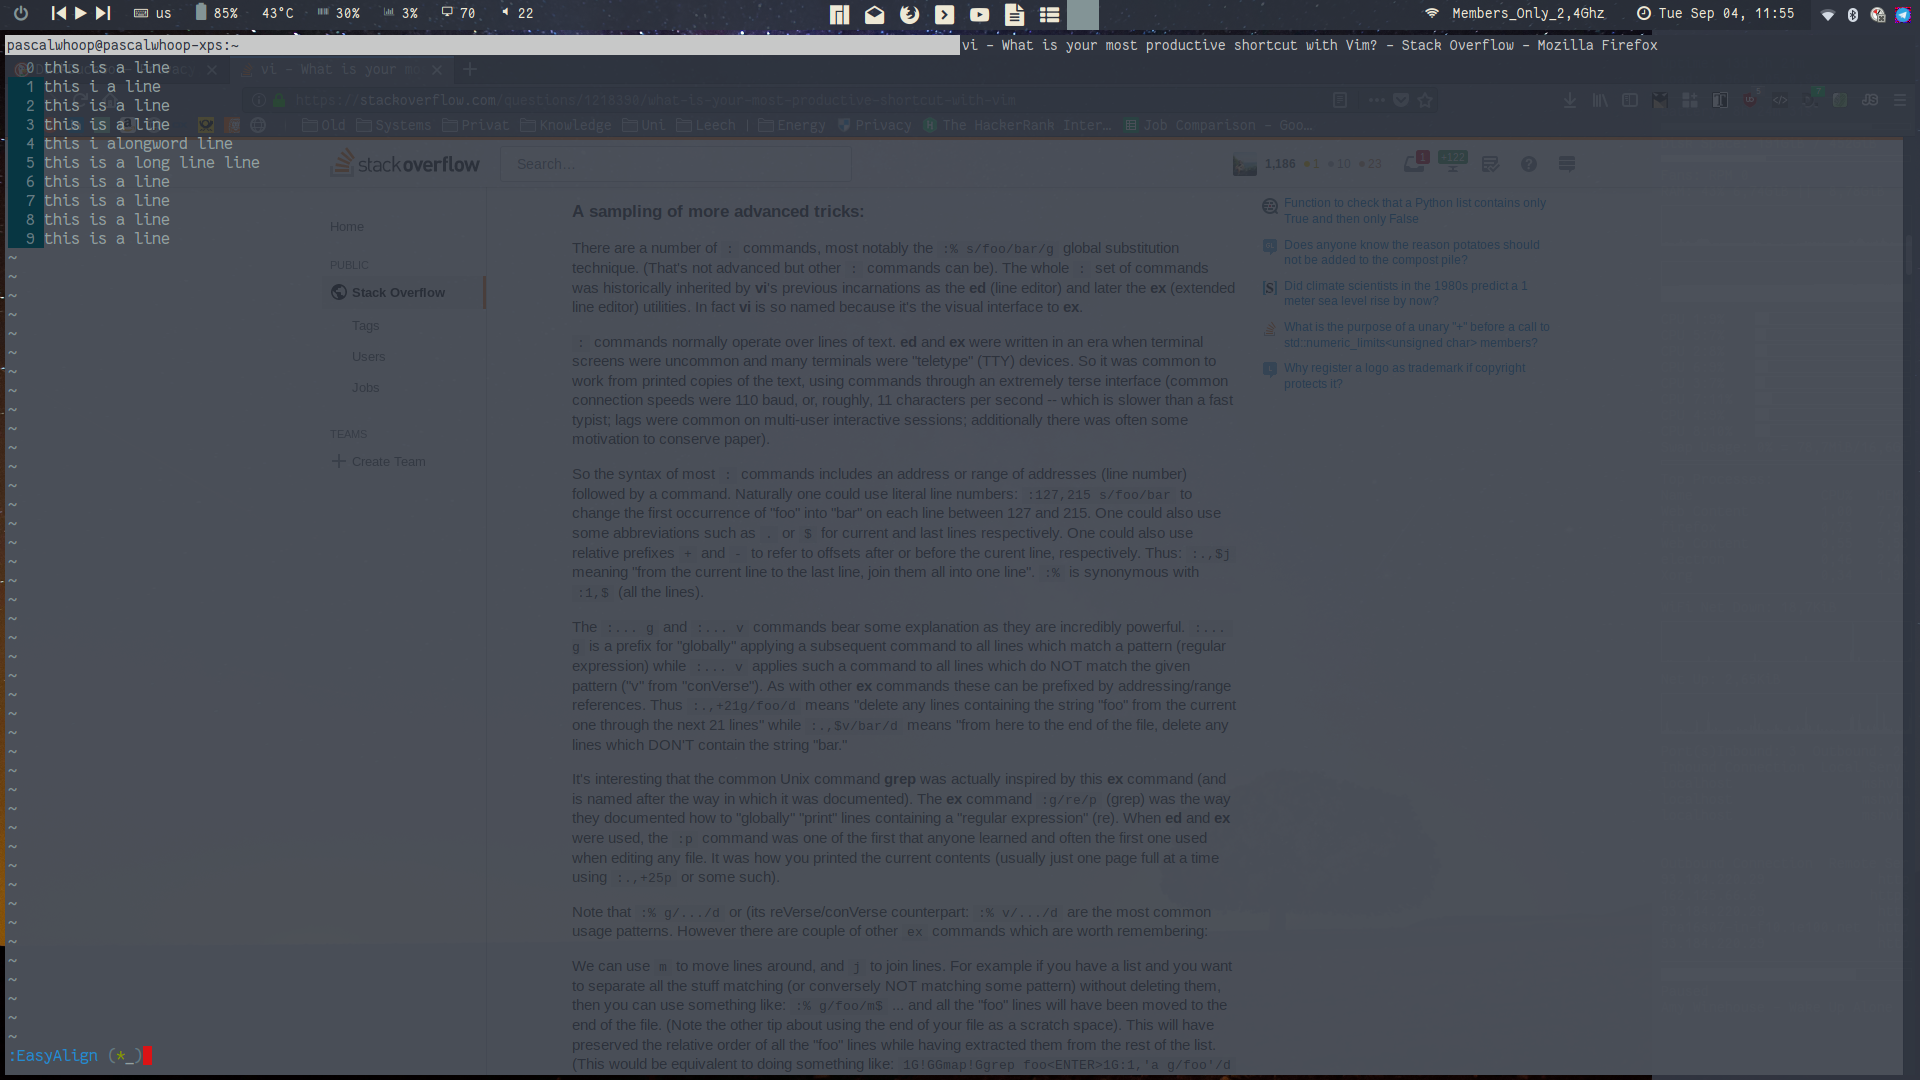 us 85% 43°C 30% 3% 70 22
Members_Only_2,4Ghz Tue Sep 04, 11:55
pascalwhoop@pascalwhoop-xps:~
vi - What is your most productive shortcut with Vim? - Stack Overflow - Mozilla Firefox
vi - What is your m
https://stackoverflow.com/questions/1218390/what-is-your-most-productive-shortcut-with-vim
Old Systems Privat Knowledge Uni Leech Energy Privacy The HackerRank Inter… Job Comparison - Goo…
0 this is a line
1 this i a line
2 this is a line
3 this is a line
4 this i alongword line
5 this is a long line line
6 this is a line
7 this is a line
8 this is a line
9 this is a line
:EasyAlign (*_)
stackoverflow
Search…
1,186 1 10 23
1
+122
Home
PUBLIC
Stack Overflow
Tags
Users
Jobs
TEAMS
Create Team
A sampling of more advanced tricks:
There are a number of : commands, most notably the :% s/foo/bar/g global substitution
technique. (That's not advanced but other : commands can be). The whole : set of commands
was historically inherited by vi's previous incarnations as the ed (line editor) and later the ex (extended
line editor) utilities. In fact vi is so named because it's the visual interface to ex.
: commands normally operate over lines of text. ed and ex were written in an era when terminal
screens were uncommon and many terminals were "teletype" (TTY) devices. So it was common to
work from printed copies of the text, using commands through an extremely terse interface (common
connection speeds were 110 baud, or, roughly, 11 characters per second -- which is slower than a fast
typist; lags were common on multi-user interactive sessions; additionally there was often some
motivation to conserve paper).
So the syntax of most : commands includes an address or range of addresses (line number)
followed by a command. Naturally one could use literal line numbers: :127,215 s/foo/bar to
change the first occurrence of "foo" into "bar" on each line between 127 and 215. One could also use
some abbreviations such as . or $ for current and last lines respectively. One could also use
relative prefixes + and - to refer to offsets after or before the curent line, respectively. Thus: :.,$j
meaning "from the current line to the last line, join them all into one line". :% is synonymous with
:1,$ (all the lines).
The :... g and :... v commands bear some explanation as they are incredibly powerful. :...
g is a prefix for "globally" applying a subsequent command to all lines which match a pattern (regular
expression) while :... v applies such a command to all lines which do NOT match the given
pattern ("v" from "conVerse"). As with other ex commands these can be prefixed by addressing/range
references. Thus :.,+21g/foo/d means "delete any lines containing the string "foo" from the current
one through the next 21 lines" while :.,$v/bar/d means "from here to the end of the file, delete any
lines which DON'T contain the string "bar."
It's interesting that the common Unix command grep was actually inspired by this ex command (and
is named after the way in which it was documented). The ex command :g/re/p (grep) was the way
they documented how to "globally" "print" lines containing a "regular expression" (re). When ed and ex
were used, the :p command was one of the first that anyone learned and often the first one used
when editing any file. It was how you printed the current contents (usually just one page full at a time
using :.,+25p or some such).
Note that :% g/.../d or (its reVerse/conVerse counterpart: :% v/.../d are the most common
usage patterns. However there are couple of other ex commands which are worth remembering:
We can use m to move lines around, and j to join lines. For example if you have a list and you want
to separate all the stuff matching (or conversely NOT matching some pattern) without deleting them,
then you can use something like: :% g/foo/m$ ... and all the "foo" lines will have been moved to the
end of the file. (Note the other tip about using the end of your file as a scratch space). This will have
preserved the relative order of all the "foo" lines while having extracted them from the rest of the list.
(This would be equivalent to doing something like: 1G!GGmap!Ggrep foo<ENTER>1G:1,'a g/foo'/d
Function to check that a Python list contains only
True and then only False
Does anyone know the reason potatoes should
not be added to the compost pile?
Did climate scientists in the 1980s predict a 1
meter sea level rise by now?
What is the purpose of a unary "+" before a call to
std::numeric_limits<unsigned char> members?
Why register a logo as trademark if copyright
protects it?